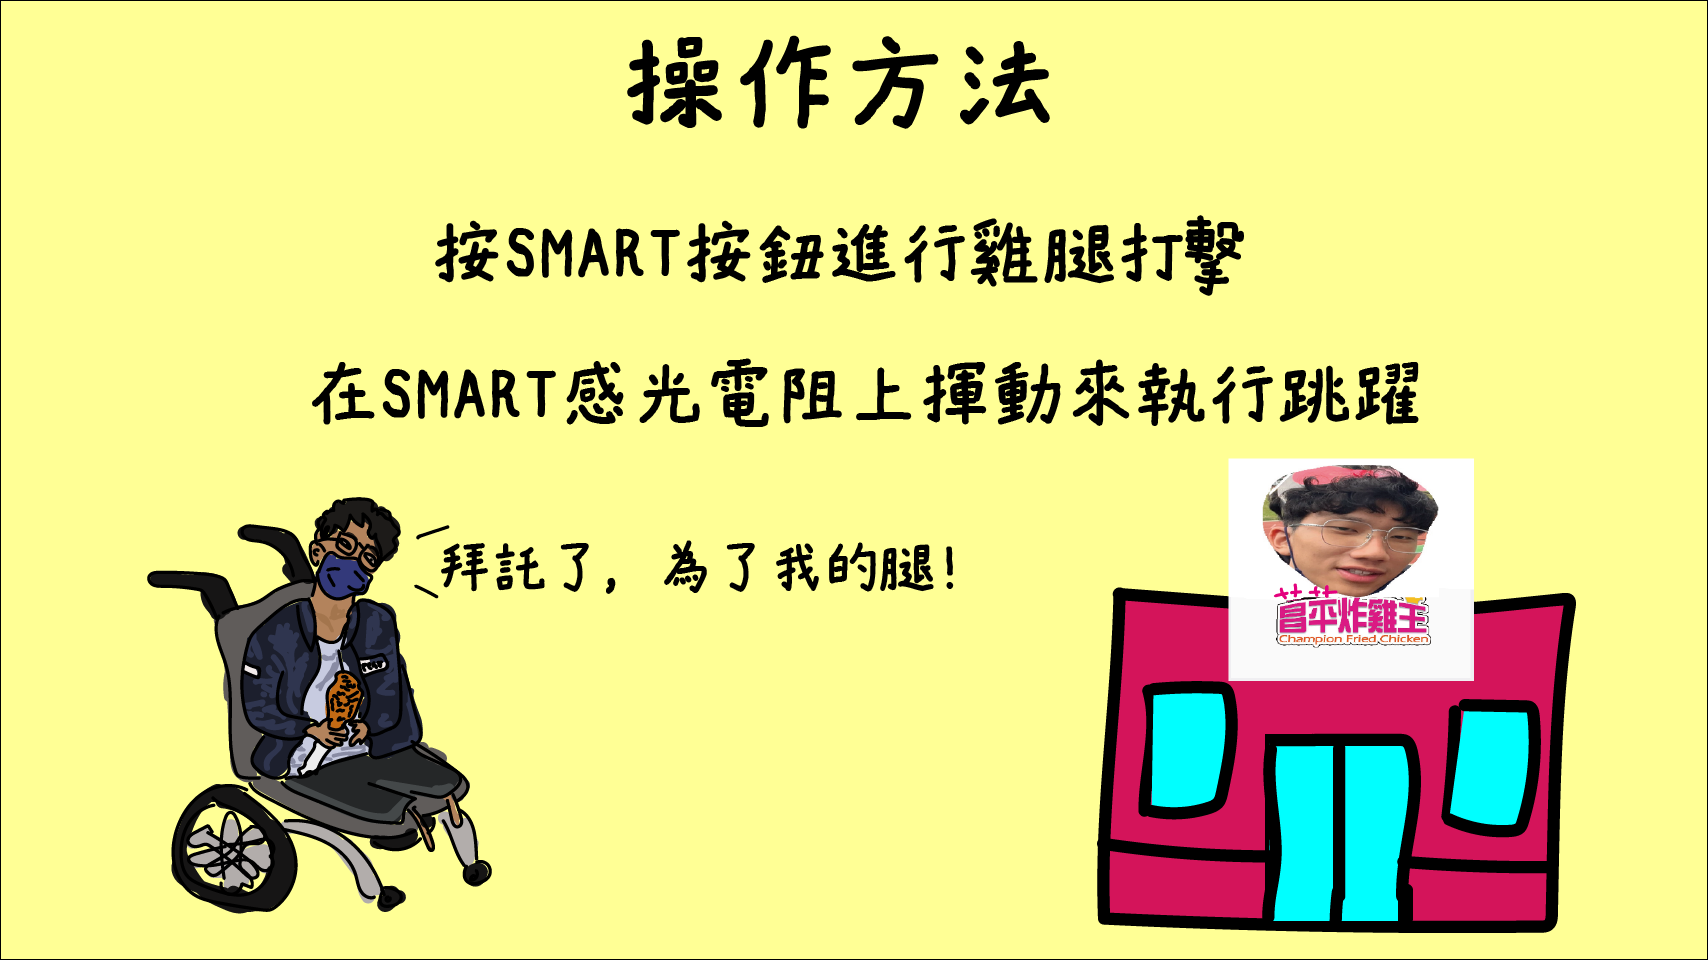 操作方法
按SMART按鈕進行雞腿打擊
在SMART感光電阻上揮動來執行跳躍
拜託了，為了我的腿！
莒平炸雞王
Champion Fried Chicken